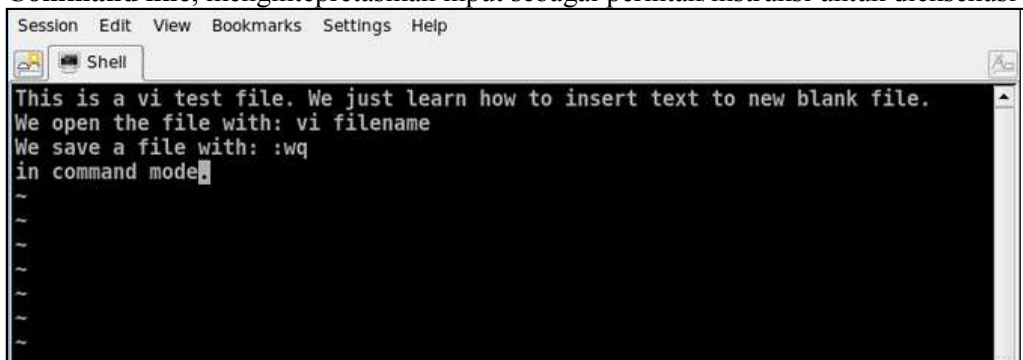 Command line, menginterpretasikan input sebagai perintah instruksi untuk dieksekusi
Session Edit View Bookmarks Settings Help
Shell
This is a vi test file. We just learn how to insert text to new blank file.
We open the file with: vi filename
We save a file with: :wq
in command mode.
~
~
~
~
~
~
~